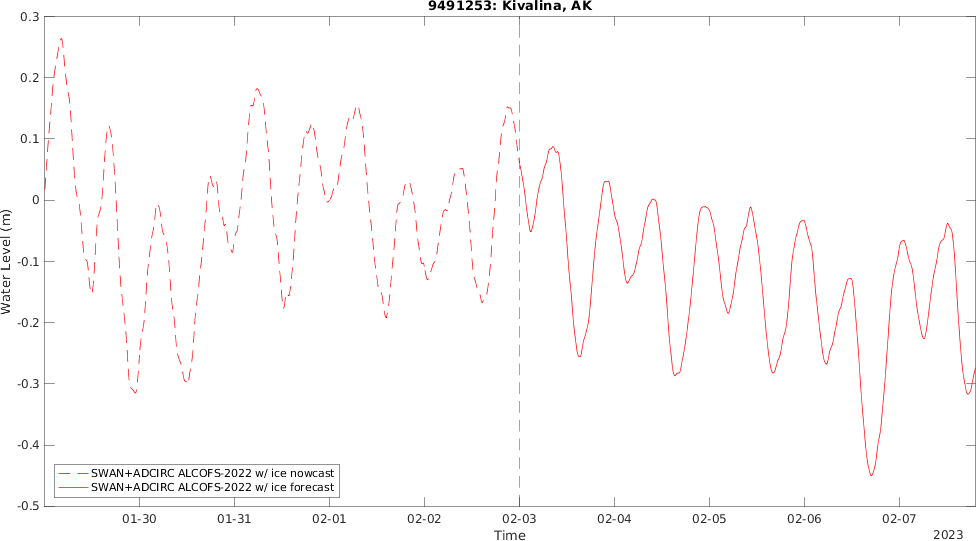 9491253: Kivalina, AK
0.3
0.2
0.1
0
-0.1
-0.2
-0.3
-0.4
-0.5
Water Level (m)
SWAN+ADCIRC ALCOFS-2022 w/ ice nowcast
SWAN+ADCIRC ALCOFS-2022 w/ ice forecast
01-30 01-31 02-01 02-02 02-03 02-04 02-05 02-06 02-07
Time
2023